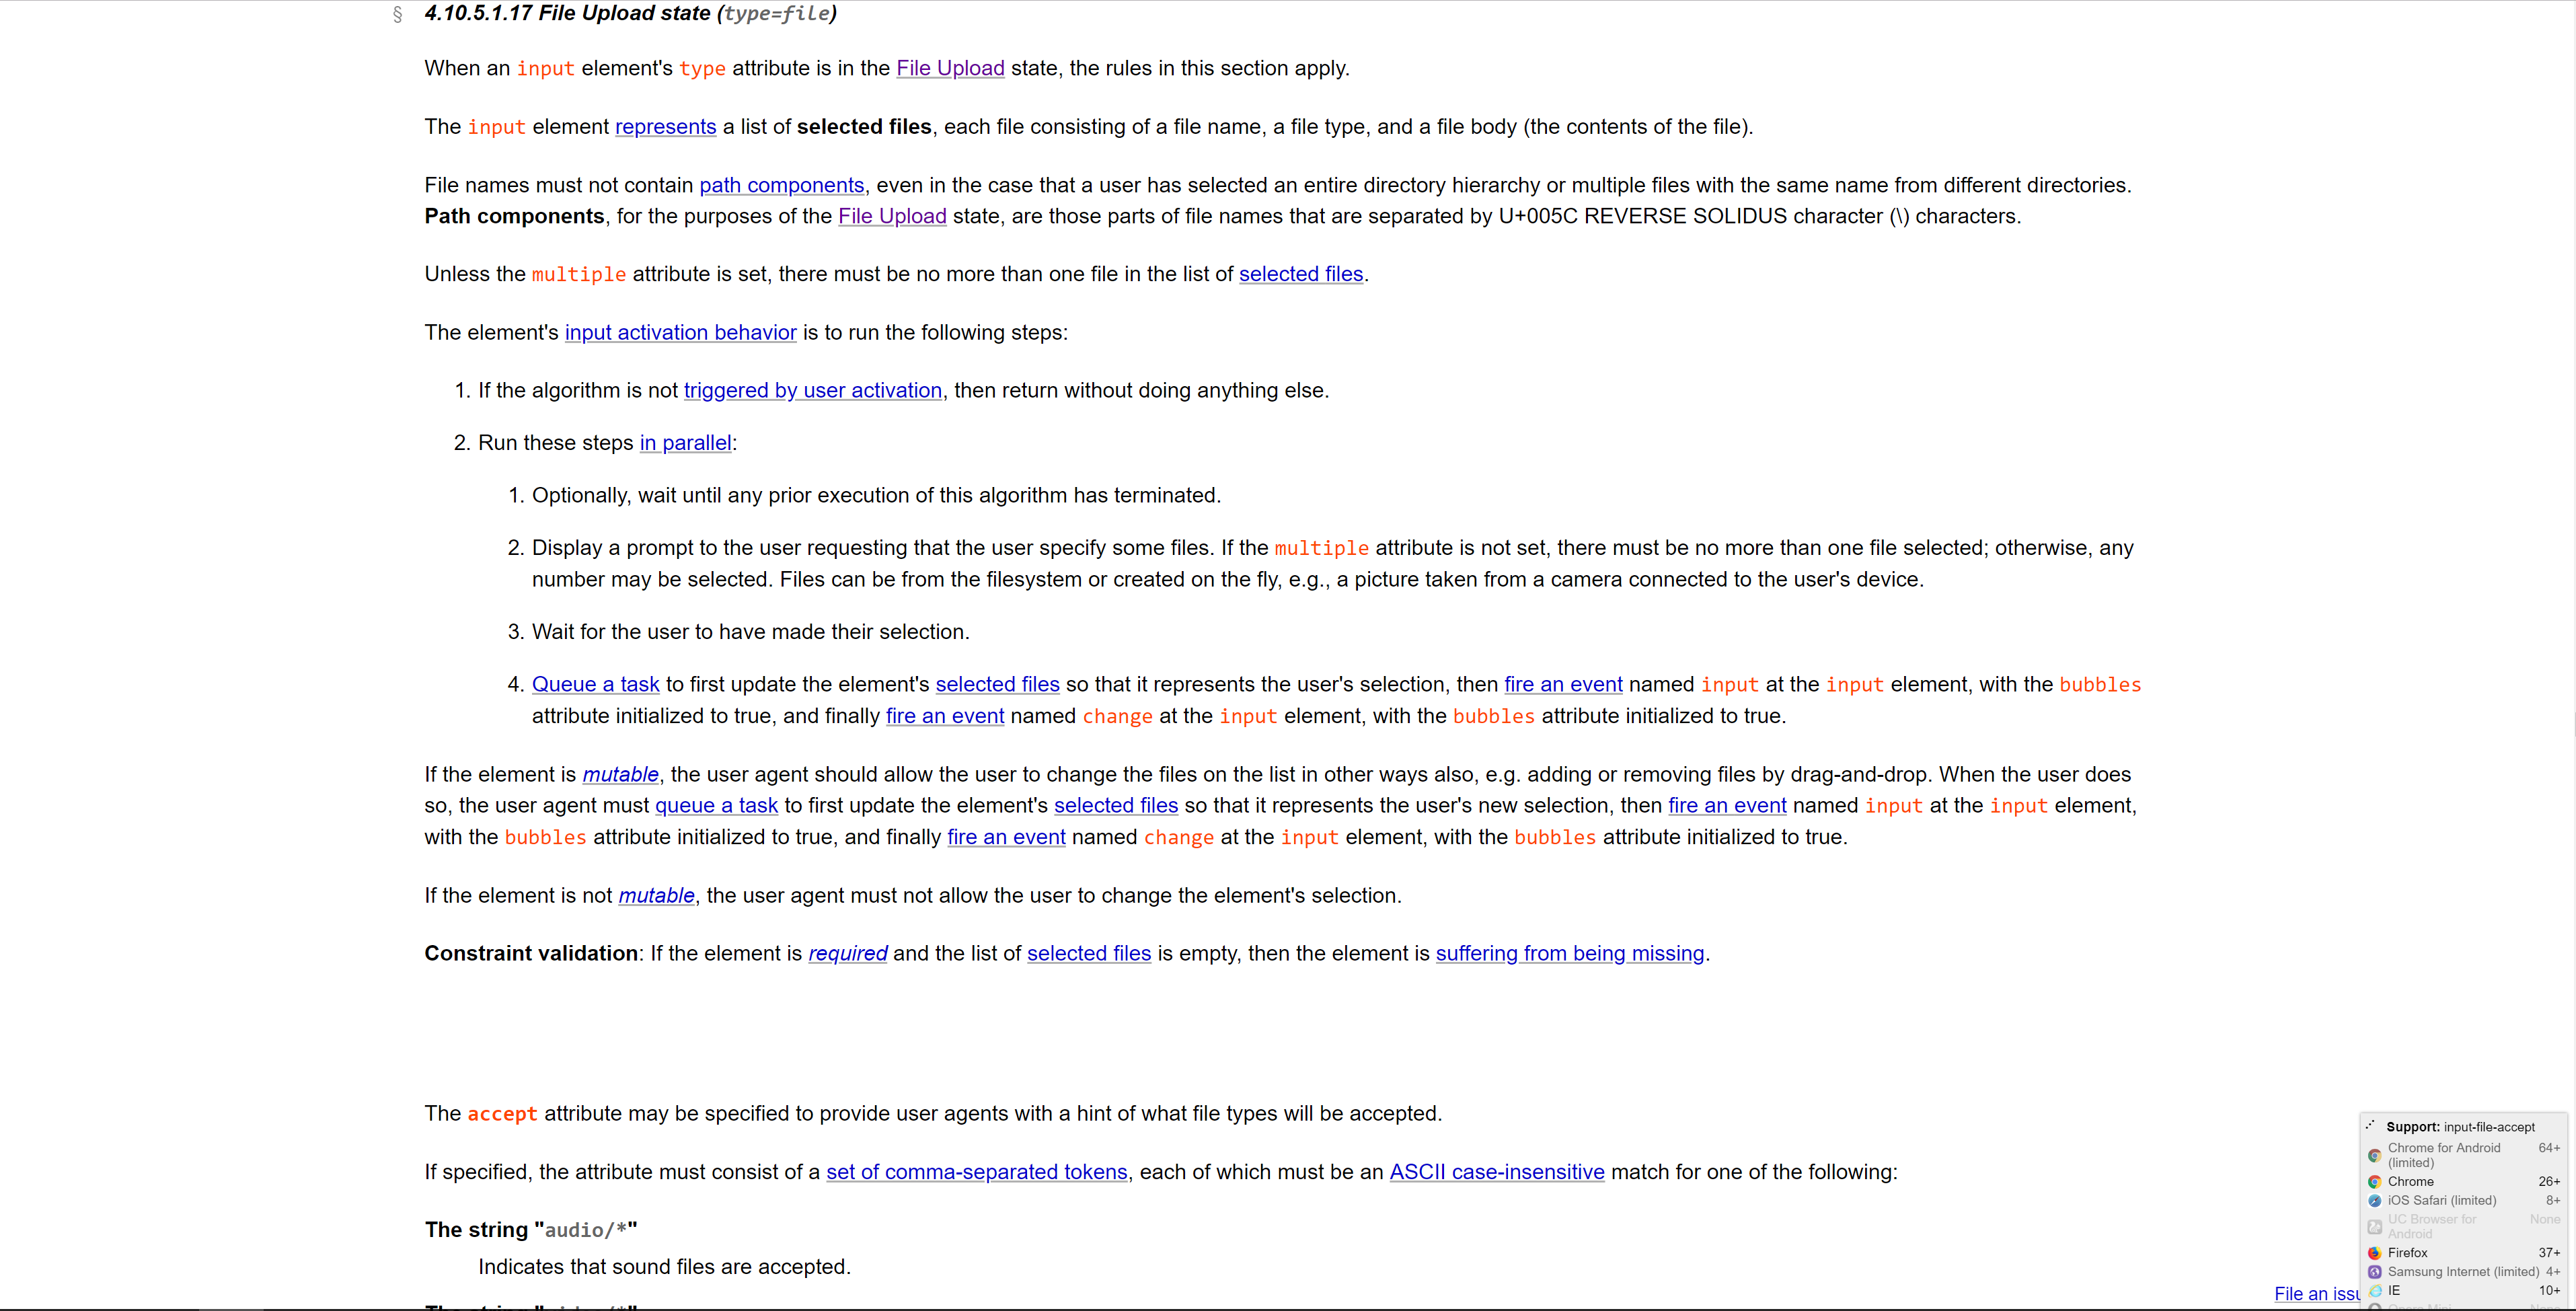 § 4.10.5.1.17 File Upload state (type=file)
When an input element's type attribute is in the File Upload state, the rules in this section apply.
The input element represents a list of selected files, each file consisting of a file name, a file type, and a file body (the contents of the file).
File names must not contain path components, even in the case that a user has selected an entire directory hierarchy or multiple files with the same name from different directories.
Path components, for the purposes of the File Upload state, are those parts of file names that are separated by U+005C REVERSE SOLIDUS character (\) characters.
Unless the multiple attribute is set, there must be no more than one file in the list of selected files.
The element's input activation behavior is to run the following steps:
1. If the algorithm is not triggered by user activation, then return without doing anything else.
2. Run these steps in parallel:
1. Optionally, wait until any prior execution of this algorithm has terminated.
2. Display a prompt to the user requesting that the user specify some files. If the multiple attribute is not set, there must be no more than one file selected; otherwise, any
number may be selected. Files can be from the filesystem or created on the fly, e.g., a picture taken from a camera connected to the user's device.
3. Wait for the user to have made their selection.
4. Queue a task to first update the element's selected files so that it represents the user's selection, then fire an event named input at the input element, with the bubbles
attribute initialized to true, and finally fire an event named change at the input element, with the bubbles attribute initialized to true.
If the element is mutable, the user agent should allow the user to change the files on the list in other ways also, e.g. adding or removing files by drag-and-drop. When the user does
so, the user agent must queue a task to first update the element's selected files so that it represents the user's new selection, then fire an event named input at the input element,
with the bubbles attribute initialized to true, and finally fire an event named change at the input element, with the bubbles attribute initialized to true.
If the element is not mutable, the user agent must not allow the user to change the element's selection.
Constraint validation: If the element is required and the list of selected files is empty, then the element is suffering from being missing.
The accept attribute may be specified to provide user agents with a hint of what file types will be accepted.
If specified, the attribute must consist of a set of comma-separated tokens, each of which must be an ASCII case-insensitive match for one of the following:
The string "audio/*"
Indicates that sound files are accepted.
Support: input-file-accept
Chrome for Android 64+
(limited)
Chrome 26+
iOS Safari (limited) 8+
UC Browser for None
Android
Firefox 37+
Samsung Internet (limited) 4+
IE 10+
File an issu